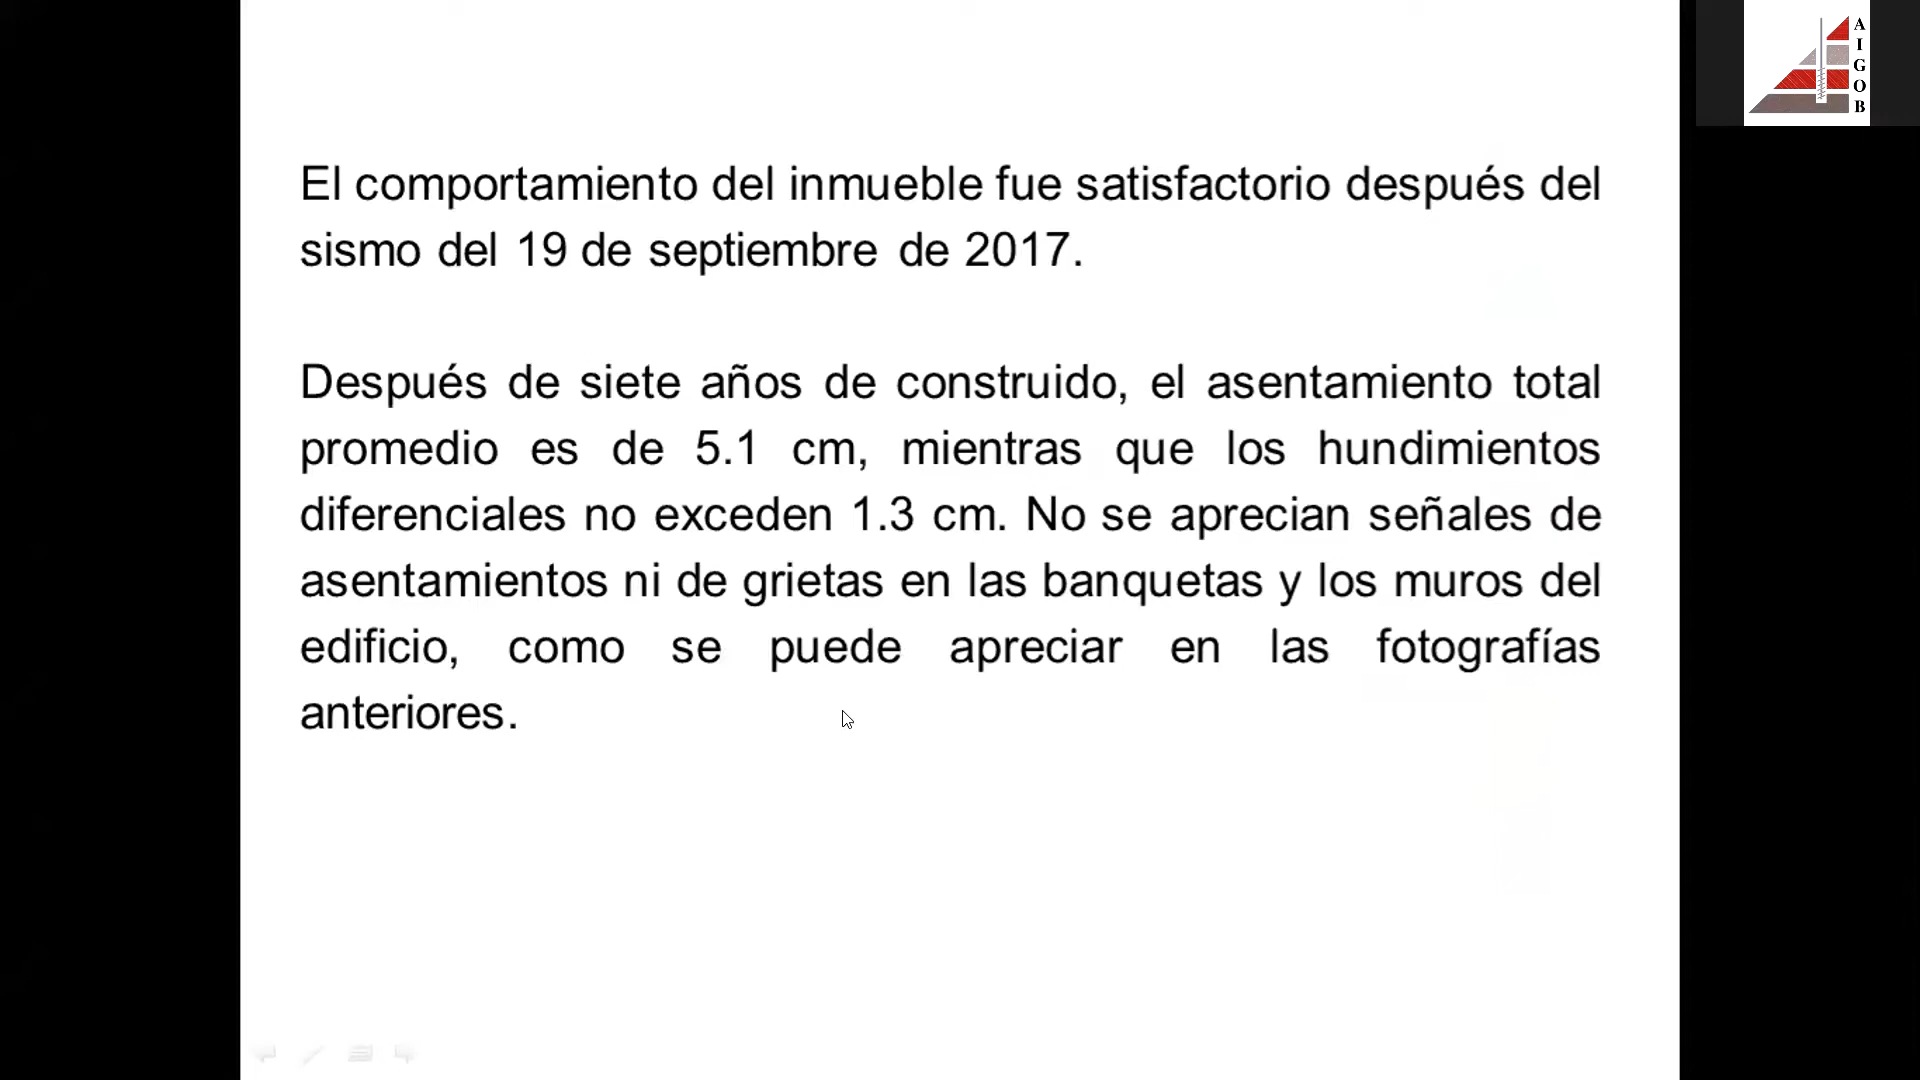 El comportamiento del inmueble fue satisfactorio después del
sismo del 19 de septiembre de 2017.
Después de siete años de construido, el asentamiento total
promedio es de 5.1 cm, mientras que los hundimientos
diferenciales no exceden 1.3 cm. No se aprecian señales de
asentamientos ni de grietas en las banquetas y los muros del
edificio, como se puede apreciar en las fotografías
anteriores.
A
I
G
O
B